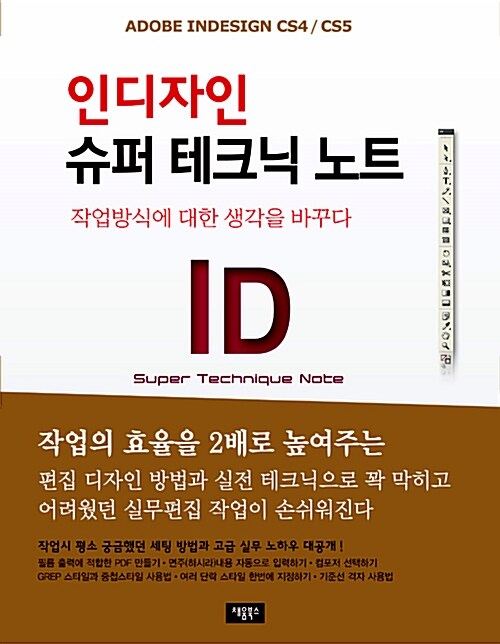 ADOBE INDESIGN CS4 / CS5
인디자인
슈퍼 테크닉 노트
작업방식에 대한 생각을 바꾸다
ID
Super Technique Note
작업의 효율을 2배로 높여주는
편집 디자인 방법과 실전 테크닉으로 꽉 막히고
어려웠던 실무편집 작업이 손쉬워진다
작업시 평소 궁금했던 세팅 방법과 고급 실무 노하우 대공개 !
필름 출력에 적합한 PDF 만들기 • 면주(하시라)내용 자동으로 입력하기 • 컴포저 선택하기
GREP 스타일과 중첩스타일 사용법 • 여러 단락 스타일 한번에 지정하기 • 기준선 격자 사용법
채움북스